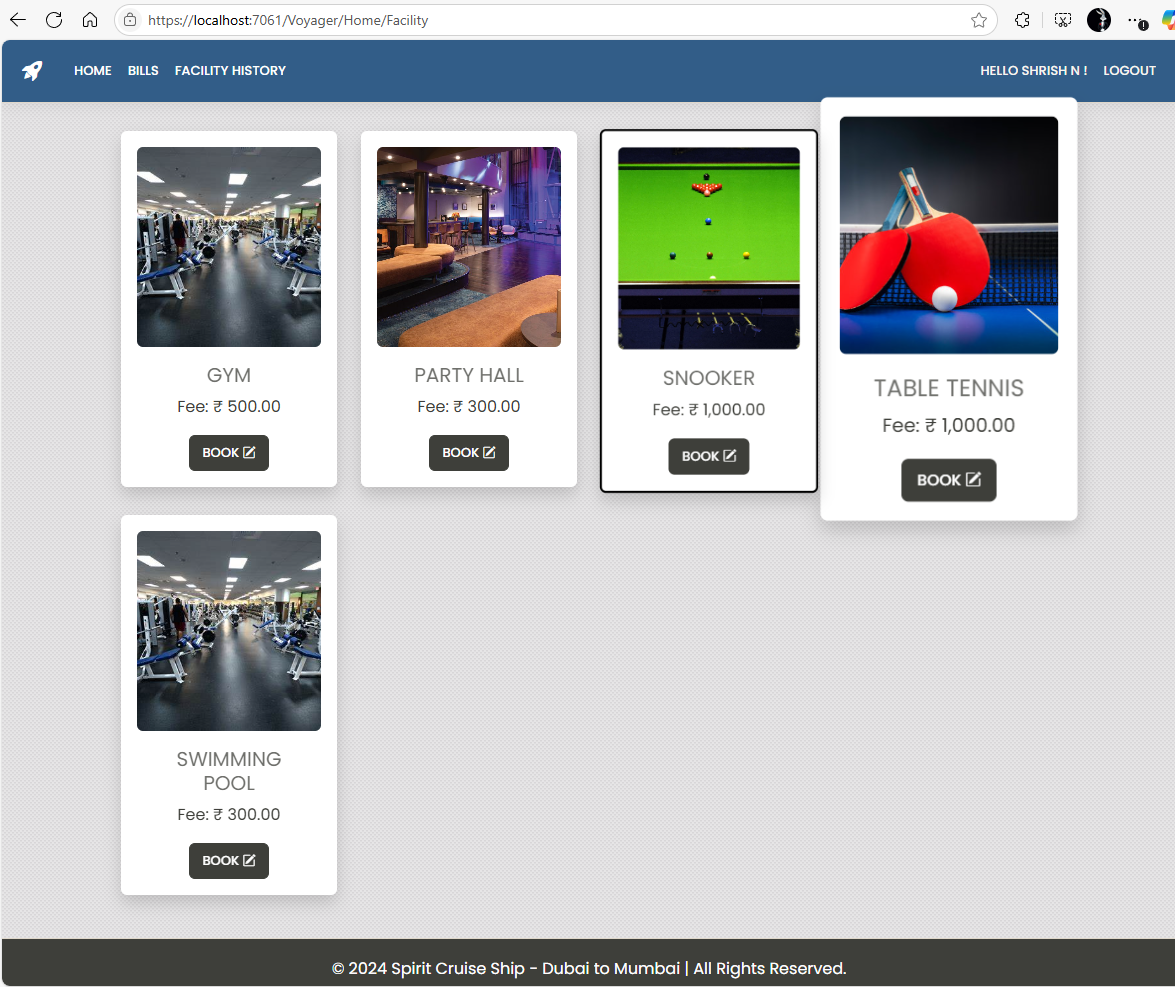 https://localhost:7061/Voyager/Home/Facility
HOME BILLS FACILITY HISTORY HELLO SHRISH N ! LOGOUT
GYM
Fee: ₹ 500.00
BOOK
PARTY HALL
Fee: ₹ 300.00
BOOK
SNOOKER
Fee: ₹ 1,000.00
BOOK
TABLE TENNIS
Fee: ₹ 1,000.00
BOOK
SWIMMING
POOL
Fee: ₹ 300.00
BOOK
© 2024 Spirit Cruise Ship - Dubai to Mumbai | All Rights Reserved.